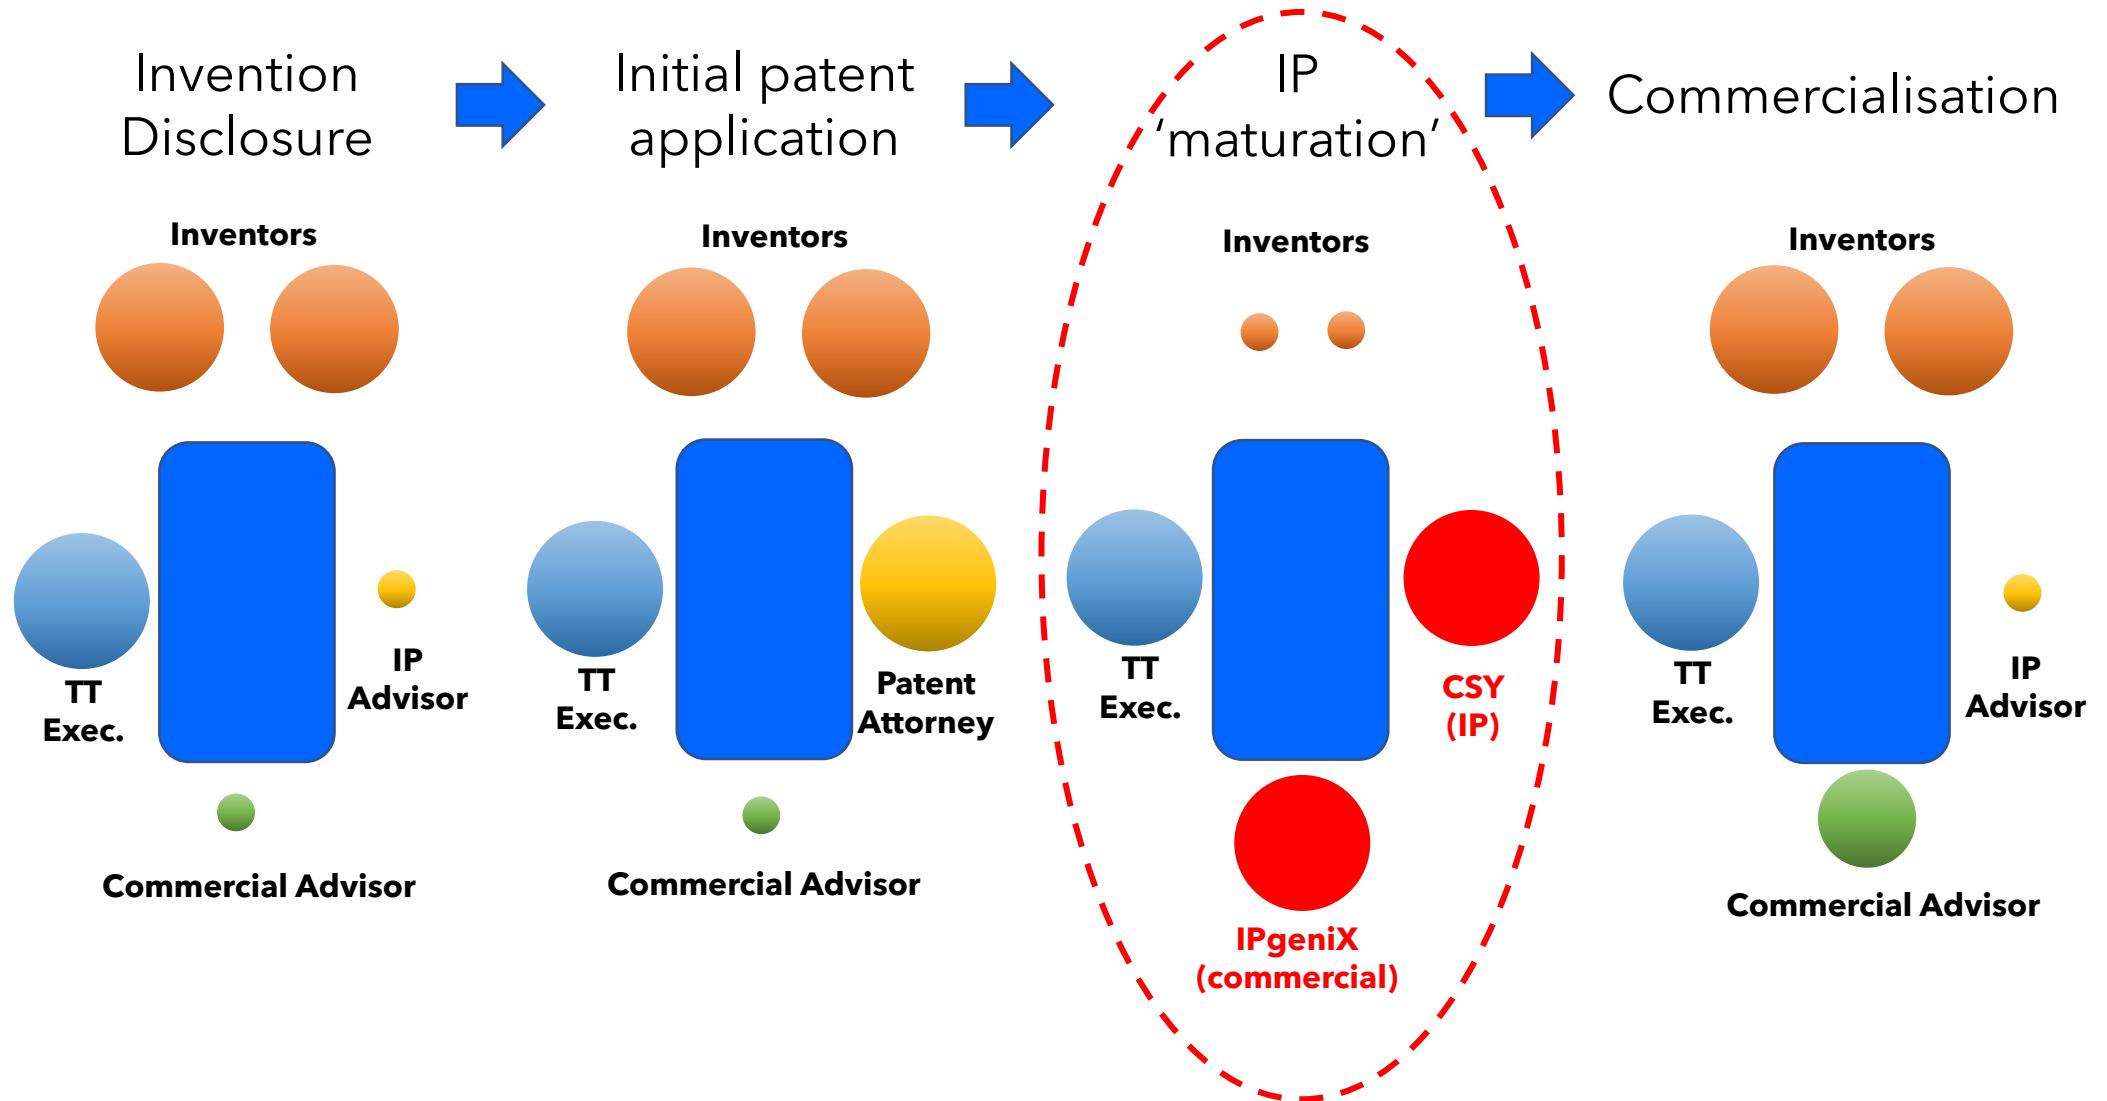 Invention
Disclosure
Initial patent
application
IP
‘maturation’
Commercialisation
Inventors
TT
Exec.
IP
Advisor
Commercial Advisor
Inventors
TT
Exec.
Patent
Attorney
Commercial Advisor
Inventors
TT
Exec.
CSY
(IP)
IPgeniX
(commercial)
Inventors
TT
Exec.
IP
Advisor
Commercial Advisor